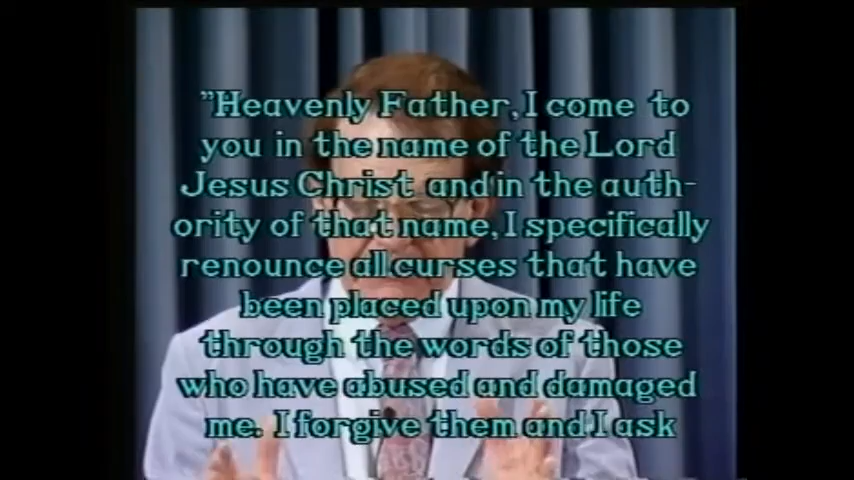 "Heavenly Father, I come to
you in the name of the Lord
Jesus Christ and in the auth-
ority of that name, I specifically
renounce all curses that have
been placed upon my life
through the words of those
who have abused and damaged
me. I forgive them and I ask